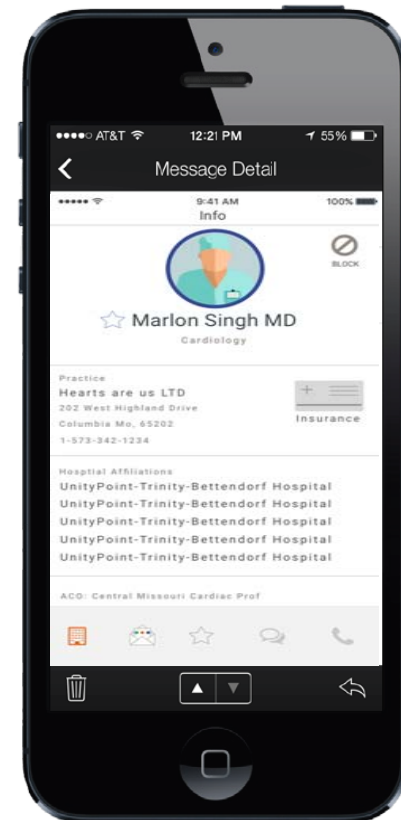 AT&T 12:21 PM 55%
Message Detail
9:41 AM 100%
Info
BLOCK
Marlon Singh MD
Cardiology
Practice
Hearts are us LTD
202 West Highland Drive
Columbia Mo, 65202
1-573-342-1234
Insurance
Hosptial Affiliations
UnityPoint-Trinity-Bettendorf Hospital
UnityPoint-Trinity-Bettendorf Hospital
UnityPoint-Trinity-Bettendorf Hospital
UnityPoint-Trinity-Bettendorf Hospital
UnityPoint-Trinity-Bettendorf Hospital
ACO: Central Missouri Cardiac Prof